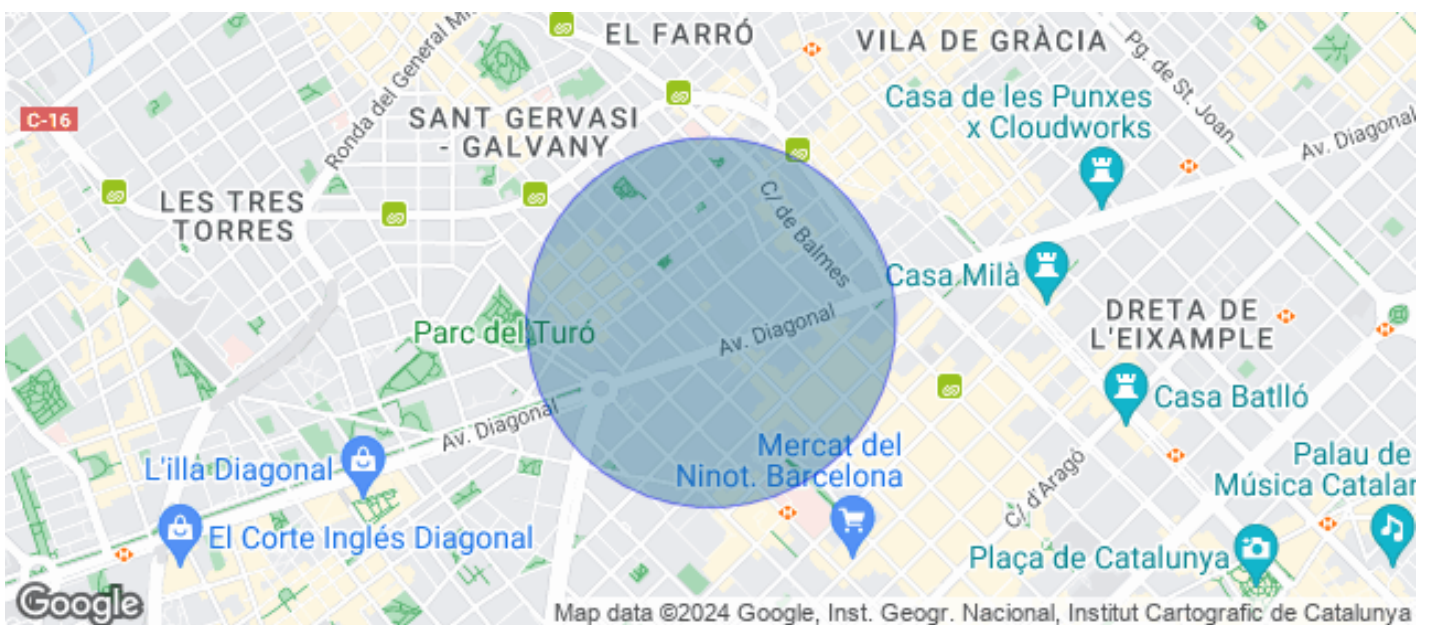 EL FARRÓ
VILA DE GRÀCIA
Pg. de St. Joan
Ronda del General Mi
C-16
SANT GERVASI
- GALVANY
Casa de les Punxes
x Cloudworks
Av. Diagonal
LES TRES
TORRES
C/ de Balmes
Casa Milà
DRETA DE
L'EIXAMPLE
Parc del Turó
Av. Diagonal
Casa Batlló
Av. Diagonal
L'illa Diagonal
Mercat del
Ninot. Barcelona
C/ d'Aragó
Palau de
Música Catalar
El Corte Inglés Diagonal
Plaça de Catalunya
Google
Map data ©2024 Google, Inst. Geogr. Nacional, Institut Cartografic de Catalunya